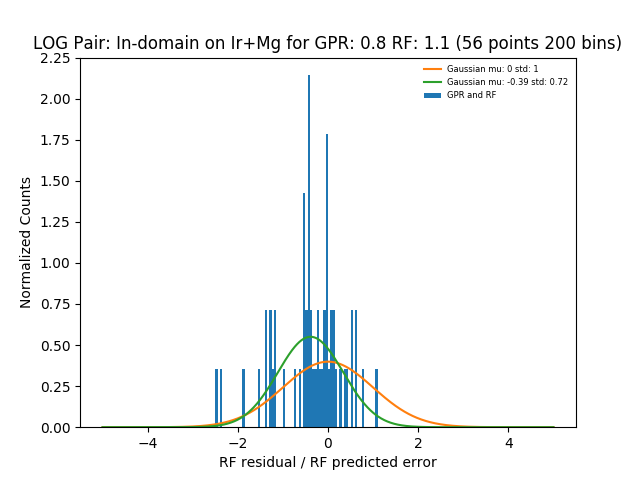 LOG Pair: In-domain on Ir+Mg for GPR: 0.8 RF: 1.1 (56 points 200 bins)
Gaussian mu: 0 std: 1
Gaussian mu: -0.39 std: 0.72
GPR and RF
Normalized Counts
2.25
2.00
1.75
1.50
1.25
1.00
0.75
0.50
0.25
0.00
−4 −2 0 2 4
RF residual / RF predicted error